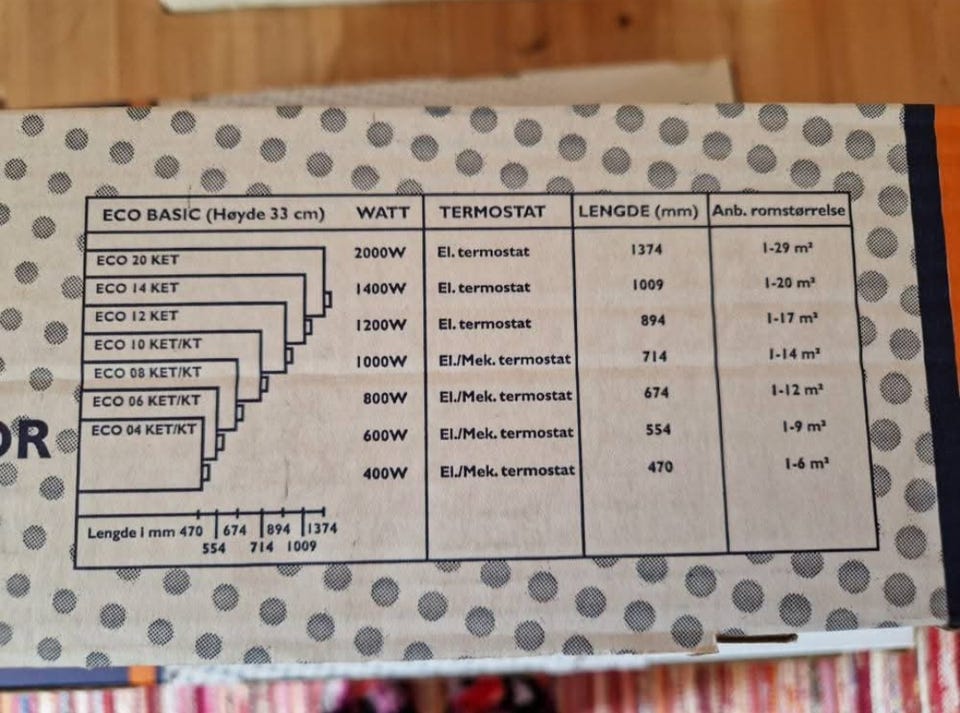 ECO BASIC (Høyde 33 cm) WATT TERMOSTAT LENGDE (mm) Anb. romstørrelse
ECO 20 KET 2000W El. termostat 1374 1-29 m²
ECO 14 KET 1400W El. termostat 1009 1-20 m²
ECO 12 KET 1200W El. termostat 894 1-17 m²
ECO 10 KET/KT 1000W El./Mek. termostat 714 1-14 m²
ECO 08 KET/KT 800W El./Mek. termostat 674 1-12 m²
ECO 06 KET/KT 600W El./Mek. termostat 554 1-9 m²
ECO 04 KET/KT 400W El./Mek. termostat 470 1-6 m²
Lengde i mm 470 674 894 1374
554 714 1009